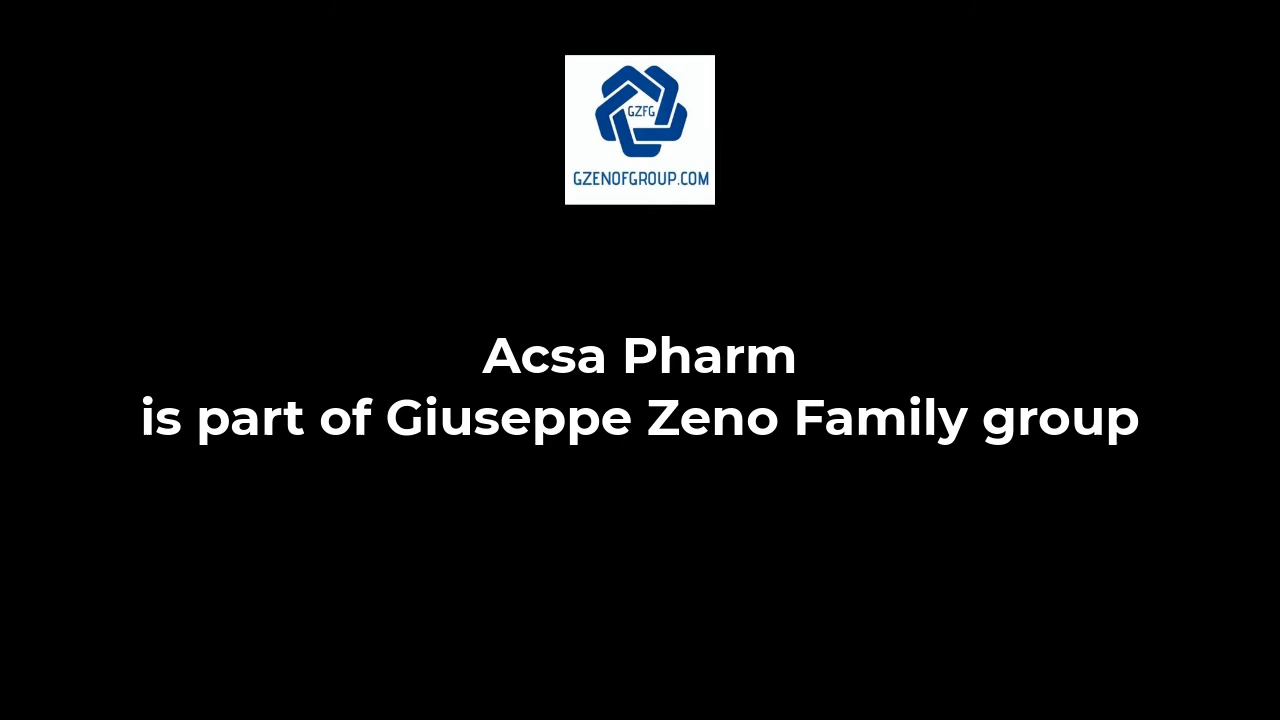 GZFG
GZENOFGROUP.COM
Acsa Pharm
is part of Giuseppe Zeno Family group